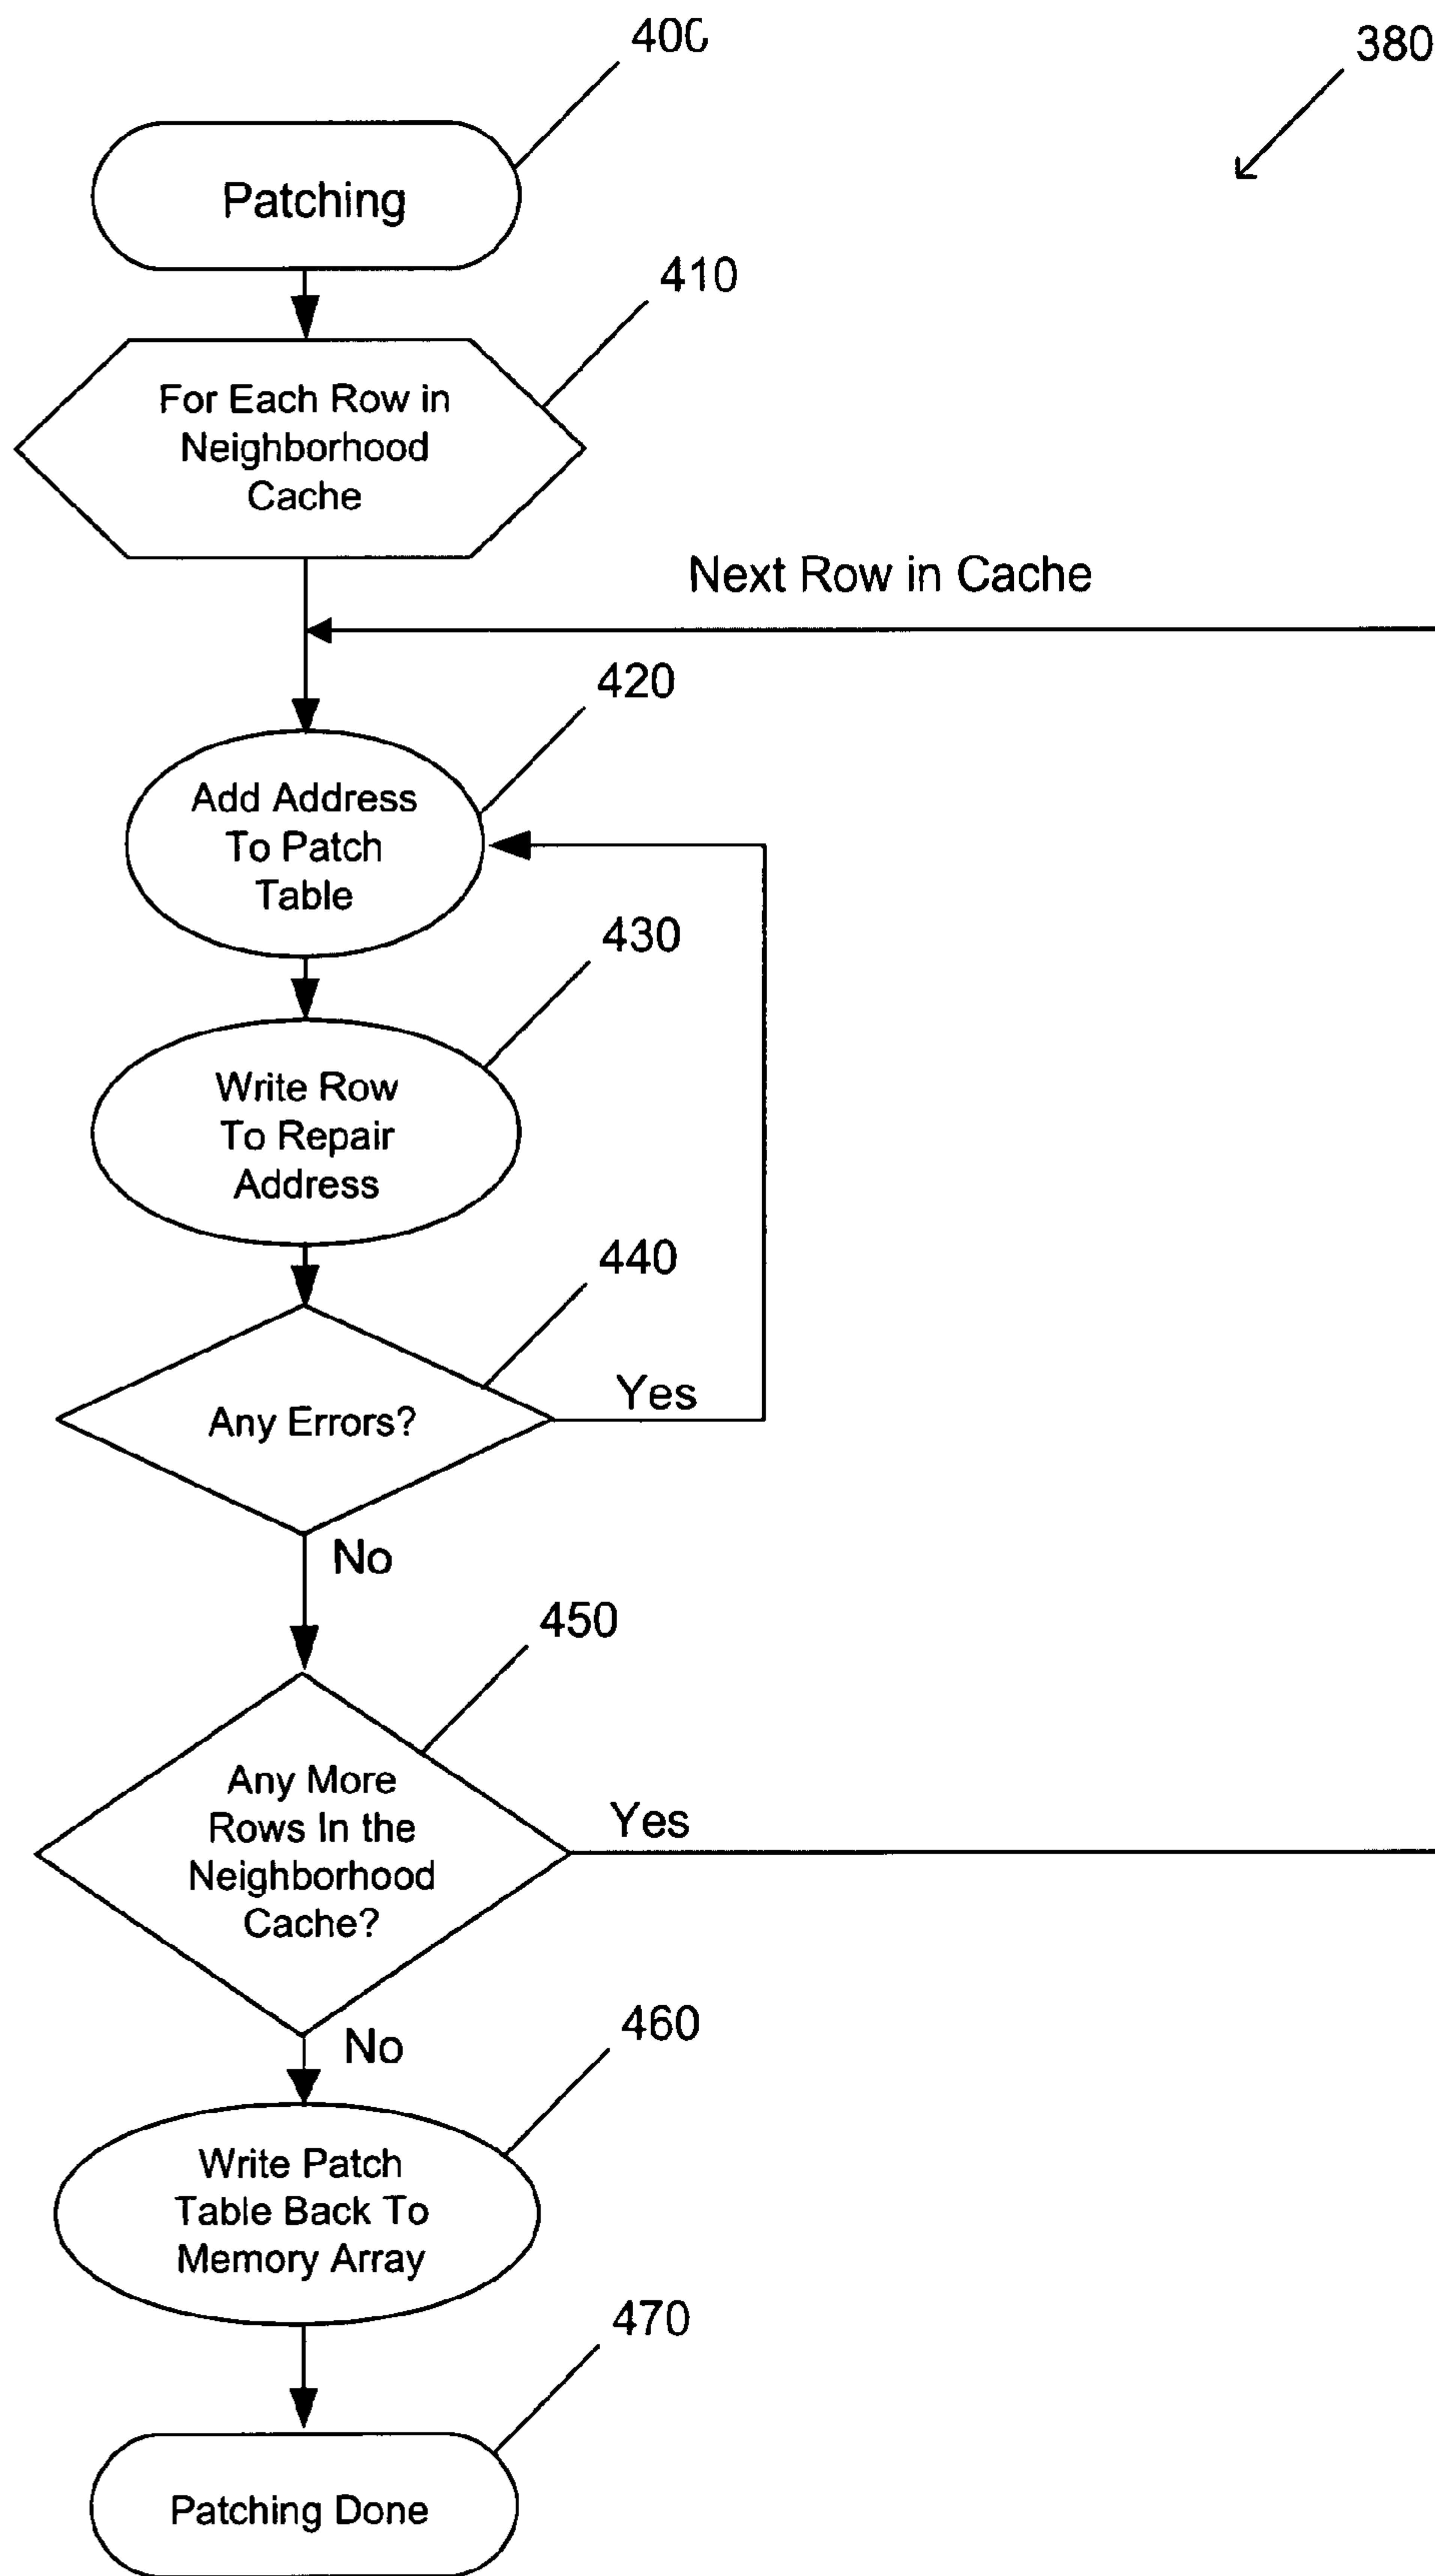 400
380
Patching
410
For Each Row in
Neighborhood
Cache
Next Row in Cache
420
Add Address
To Patch
Table
430
Write Row
To Repair
Address
440
Any Errors?
Yes
No
450
Any More
Rows In the
Neighborhood
Cache?
Yes
No
460
Write Patch
Table Back To
Memory Array
470
Patching Done